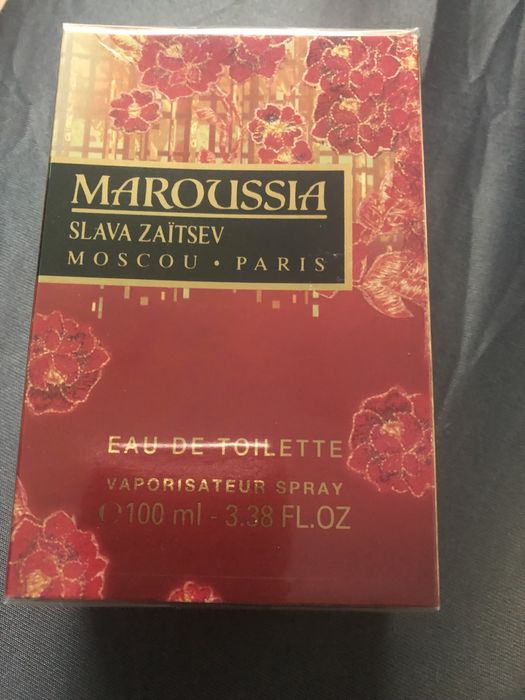 MAROUSSIA
SLAVA ZAÏTSEV
MOSCOU • PARIS
EAU DE TOILETTE
VAPORISATEUR SPRAY
℮100 ml - 3.38 FL.OZ